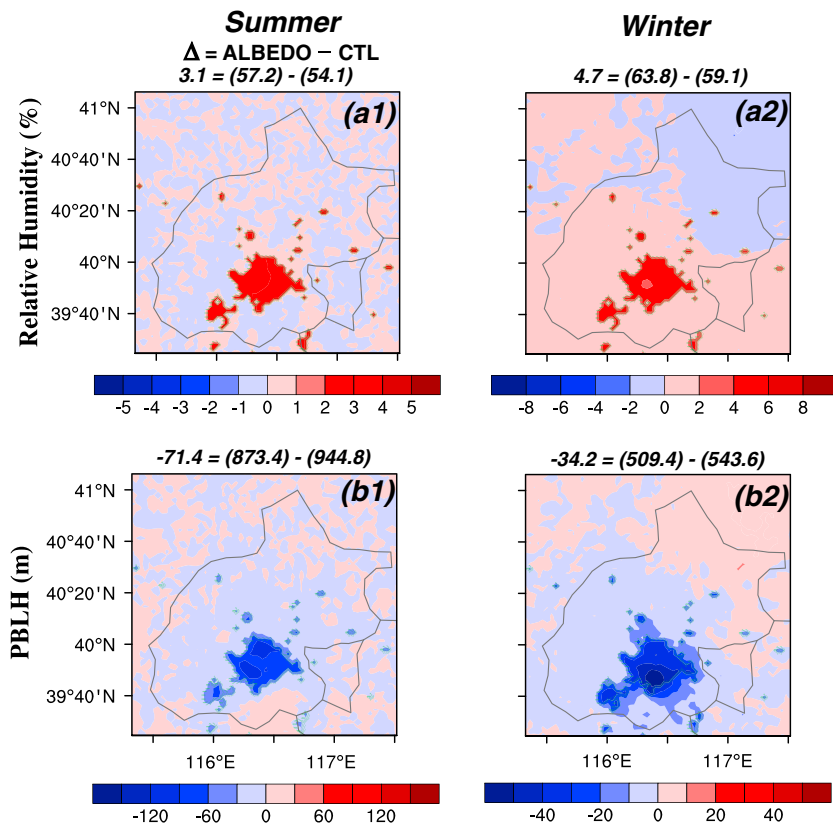 Summer
Winter
Δ = ALBEDO − CTL
3.1 = (57.2) - (54.1)
4.7 = (63.8) - (59.1)
Relative Humidity (%)
41°N
40°40'N
40°20'N
40°N
39°40'N
(a1)
(a2)
-5 -4 -3 -2 -1 0 1 2 3 4 5
-8 -6 -4 -2 0 2 4 6 8
-71.4 = (873.4) - (944.8)
-34.2 = (509.4) - (543.6)
PBLH (m)
41°N
40°40'N
40°20'N
40°N
39°40'N
(b1)
(b2)
116°E 117°E
116°E 117°E
-120 -60 0 60 120
-40 -20 0 20 40